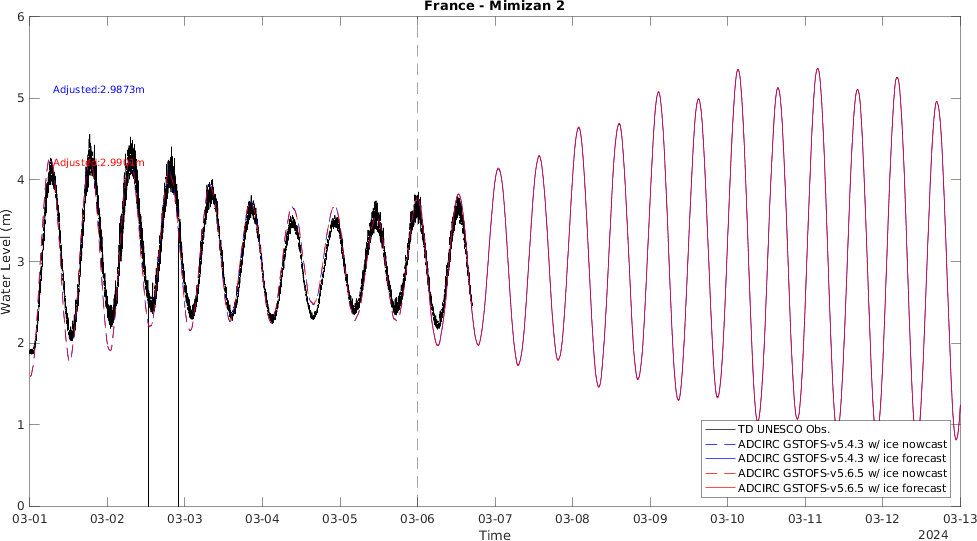 France - Mimizan 2
6
5
4
3
2
1
0
Water Level (m)
Adjusted:2.9873m
03-01
03-02
03-03
03-04
03-05
03-06
03-07
03-08
03-09
03-10
03-11
03-12
03-13
Time
2024
TD UNESCO Obs.
ADCIRC GSTOFS-v5.4.3 w/ ice nowcast
ADCIRC GSTOFS-v5.4.3 w/ ice forecast
ADCIRC GSTOFS-v5.6.5 w/ ice nowcast
ADCIRC GSTOFS-v5.6.5 w/ ice forecast